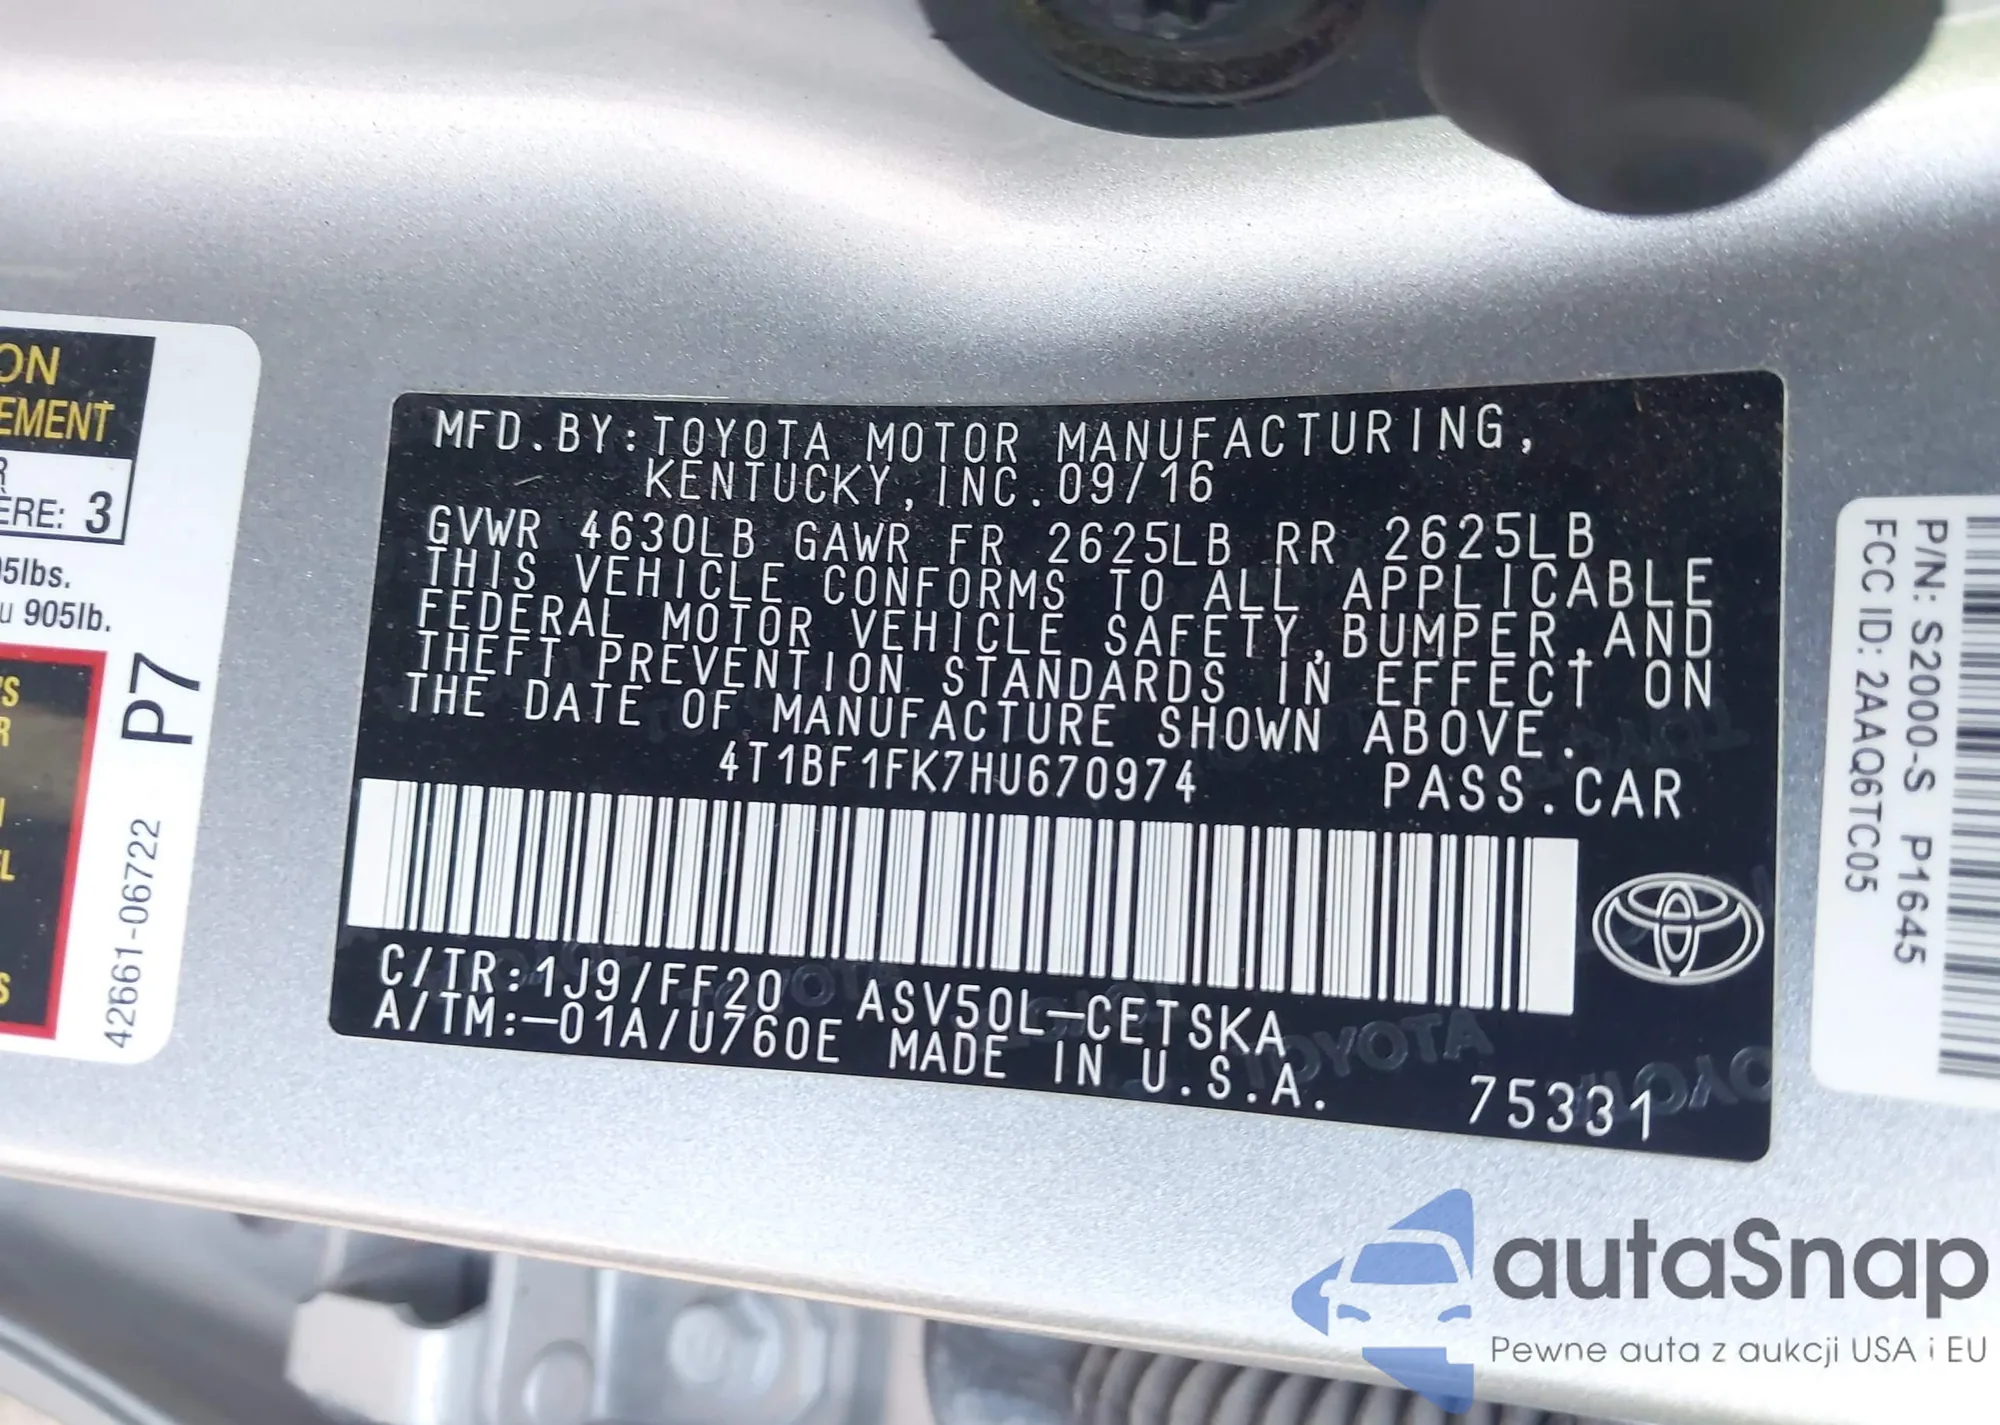 ON
EMENT
R
ÈRE: 3
05lbs.
u 905lb.
'S
R
EL
S
P7
42661-06722
MFD.BY:TOYOTA MOTOR MANUFACTURING,
KENTUCKY,INC.09/16
GVWR 4630LB GAWR FR 2625LB RR 2625LB
THIS VEHICLE CONFORMS TO ALL APPLICABLE
FEDERAL MOTOR VEHICLE SAFETY,BUMPER,AND
THEFT PREVENTION STANDARDS IN EFFECT ON
THE DATE OF MANUFACTURE SHOWN ABOVE.
4T1BF1FK7HU670974 PASS.CAR
C/TR:1J9/FF20 ASV50L-CETSKA
A/TM:-01A/U760E MADE IN U.S.A. 75331
P/N: S2000-S P1645
FCC ID: 2AAQ6TC05
autaSnap
Pewne auta z aukcji USA i EU